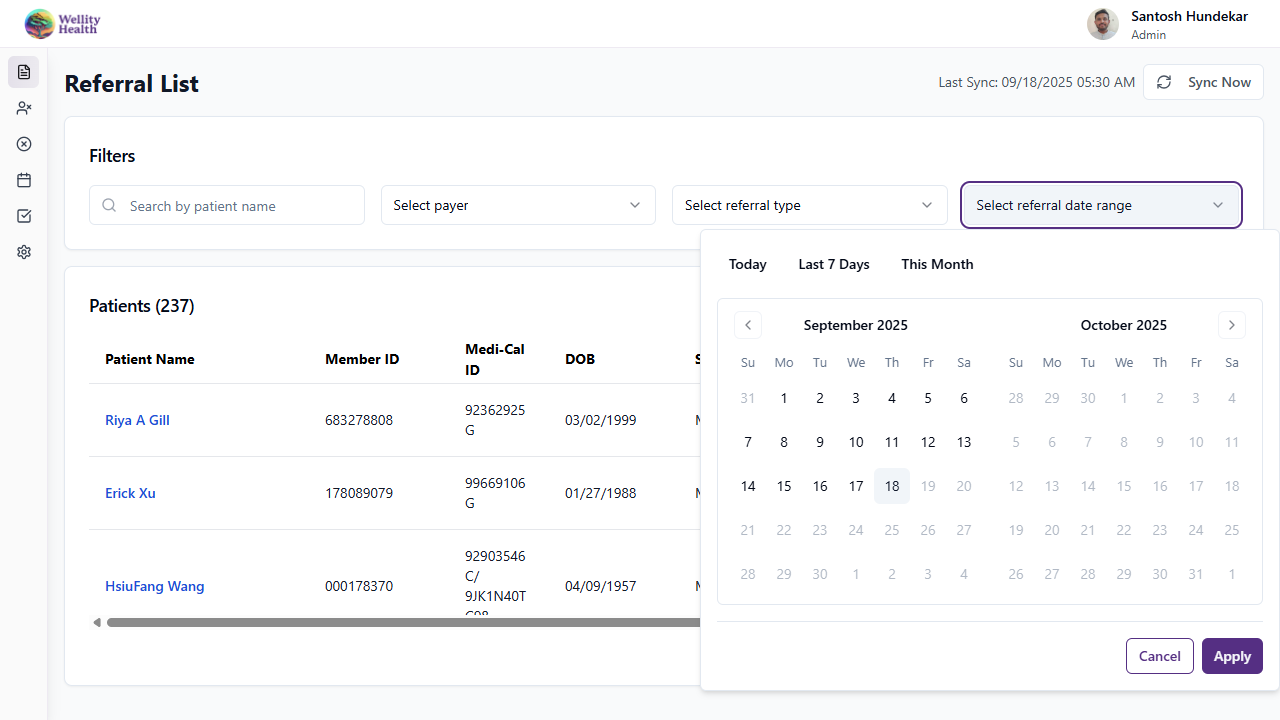 Wellity
Health
Santosh Hundekar
Admin
Referral List
Last Sync: 09/18/2025 05:30 AM
Sync Now
Filters
Search by patient name
Select payer
Select referral type
Select referral date range
Today Last 7 Days This Month
Patients (237)
Patient Name Member ID Medi-Cal ID DOB
Riya A Gill 683278808 92362925G 03/02/1999
Erick Xu 178089079 99669106G 01/27/1988
HsiuFang Wang 000178370 92903546C/ 9JK1N40T 04/09/1957
September 2025
Su Mo Tu We Th Fr Sa
31 1 2 3 4 5 6
7 8 9 10 11 12 13
14 15 16 17 18 19 20
21 22 23 24 25 26 27
28 29 30 1 2 3 4
October 2025
Su Mo Tu We Th Fr Sa
28 29 30 1 2 3 4
5 6 7 8 9 10 11
12 13 14 15 16 17 18
19 20 21 22 23 24 25
26 27 28 29 30 31 1
Cancel
Apply